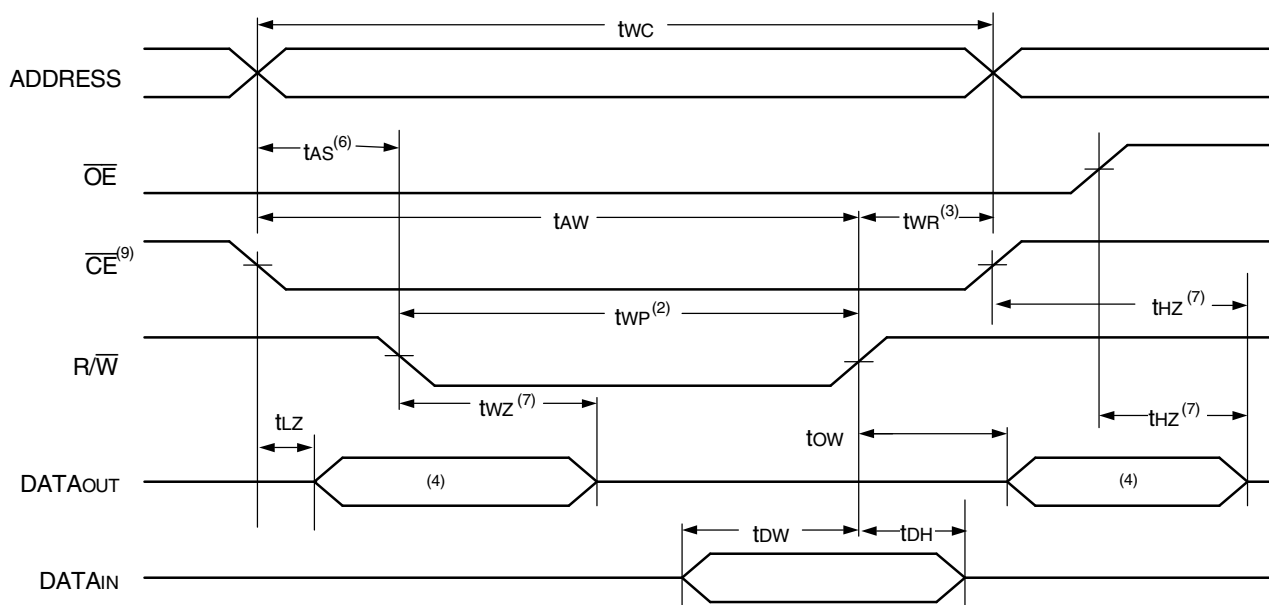 tWC
ADDRESS
tAS(6)
OE
tAW
tWR(3)
CE(9)
tHZ(7)
tWP(2)
R/W
tWZ(7)
tHZ(7)
tLZ
tOW
DATAOUT
(4)
(4)
tDW
tDH
DATAIN